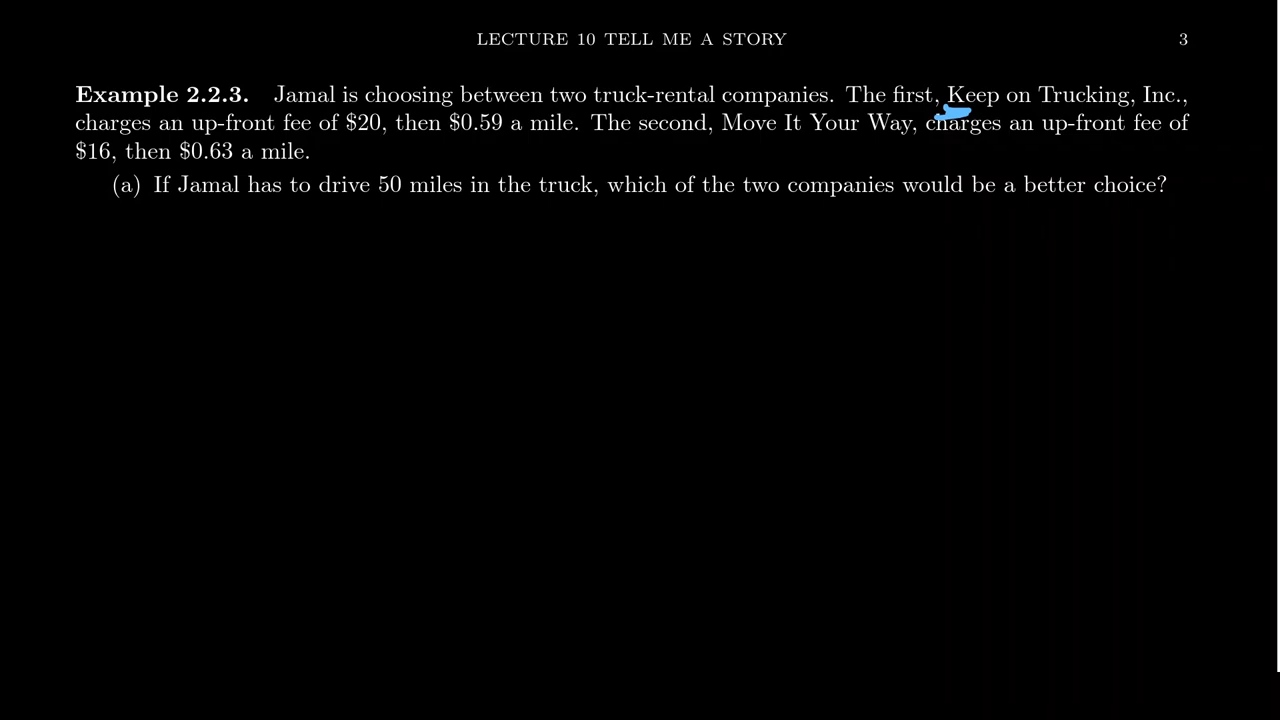 LECTURE 10 TELL ME A STORY 3
Example 2.2.3. Jamal is choosing between two truck-rental companies. The first, Keep on Trucking, Inc.,
charges an up-front fee of $20, then $0.59 a mile. The second, Move It Your Way, charges an up-front fee of
$16, then $0.63 a mile.
(a) If Jamal has to drive 50 miles in the truck, which of the two companies would be a better choice?